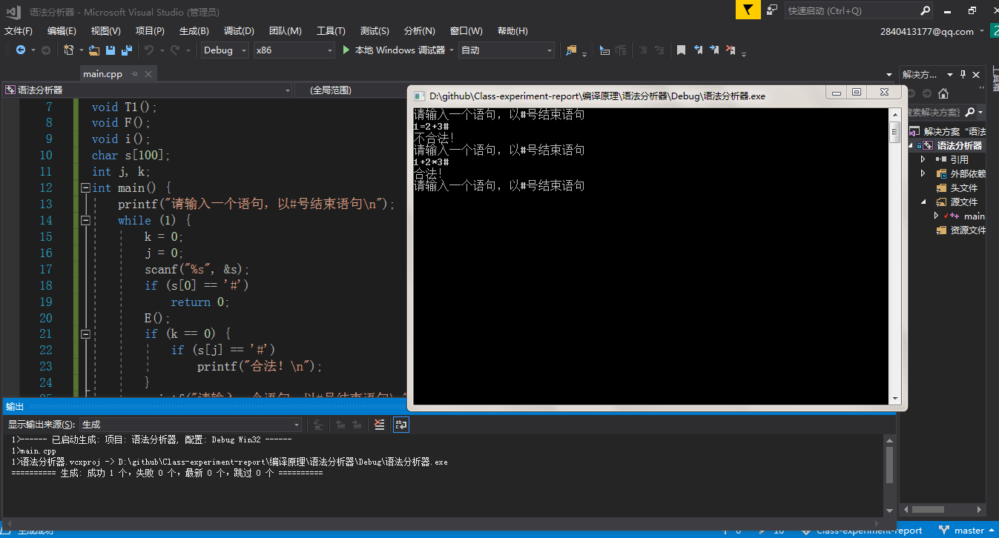 语法分析器 - Microsoft Visual Studio (管理员)
快速启动 (Ctrl+Q)
文件(F) 编辑(E) 视图(V) 项目(P) 生成(B) 调试(D) 团队(M) 工具(T) 测试(S) 分析(N) 窗口(W) 帮助(H)
2840413177@qq.com
Debug x86 本地 Windows 调试器 自动
main.cpp
语法分析器 (全局范围)
7 void T1();
8 void F();
9 void i();
10 char s[100];
11 int j, k;
12 int main() {
13 printf("请输入一个语句，以#号结束语句\n");
14 while (1) {
15 k = 0;
16 j = 0;
17 scanf("%s", &s);
18 if (s[0] == '#')
19 return 0;
20 E();
21 if (k == 0) {
22 if (s[j] == '#')
23 printf("合法！\n");
24 }
D:\github\Class-experiment-report\编译原理\语法分析器\Debug\语法分析器.exe
请输入一个语句，以#号结束语句
1=2+3#
不合法！
请输入一个语句，以#号结束语句
1+2*3#
合法！
请输入一个语句，以#号结束语句
解决方...
搜索解决方案
解决方案 "语法
语法分析器
引用
外部依赖
头文件
源文件
main.
资源文件
输出
显示输出来源(S): 生成
1>------ 已启动生成: 项目: 语法分析器, 配置: Debug Win32 ------
1>main.cpp
1>语法分析器.vcxproj -> D:\github\Class-experiment-report\编译原理\语法分析器\Debug\语法分析器.exe
========== 生成: 成功 1 个，失败 0 个，最新 0 个，跳过 0 个 ==========
生成成功
0 10 Class-experiment-report master